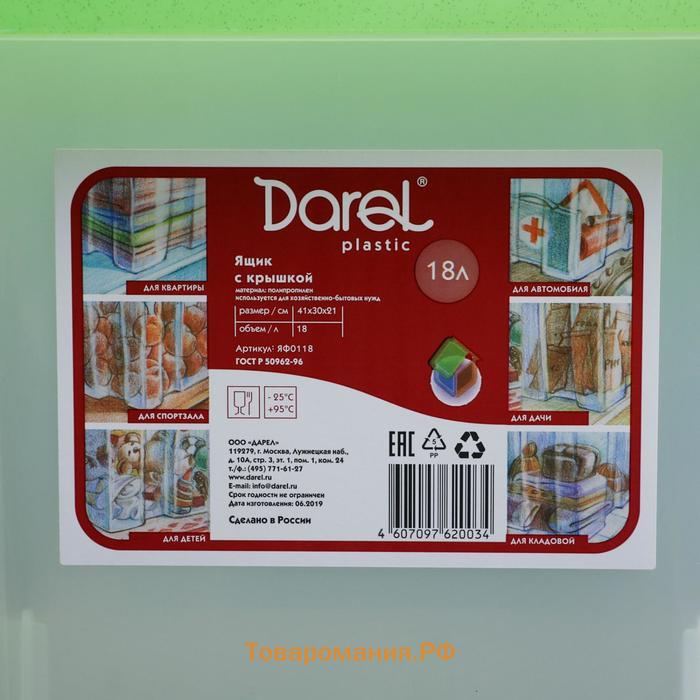 Darel®
plastic
18л
Ящик
с крышкой
материал: полипропилен
используется для хозяйственно-бытовых нужд
размер / см 41х30х21
объем / л 18
Артикул: ЯФ0118
ГОСТ Р 50962-96
- 25°C
+95°C
ООО «ДАРЕЛ»
119279, г. Москва, Лужнецкая наб.,
д. 10А, стр. 3, эт. 1, пом. 1, ком. 24
т./ф.: (495) 771-61-27
www.darel.ru
E-mail: info@darel.ru
Срок годности не ограничен
Дата изготовления 06.2019
Сделано в России
ДЛЯ КВАРТИРЫ
ДЛЯ СПОРТЗАЛА
ДЛЯ ДЕТЕЙ
ДЛЯ АВТОМОБИЛЯ
ДЛЯ ДАЧИ
ДЛЯ КЛАДОВОЙ
EAC
5
PP
4 607097 620034
Товаромания.РФ